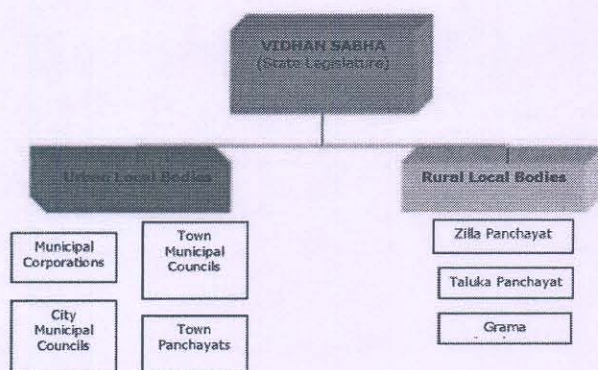 VIDHAN SABHA
(State Legislature)
Urban Local Bodies
Rural Local Bodies
Municipal
Corporations
Town
Municipal
Councils
City
Municipal
Councils
Town
Panchayats
Zilla Panchayat
Taluka Panchayat
Grama